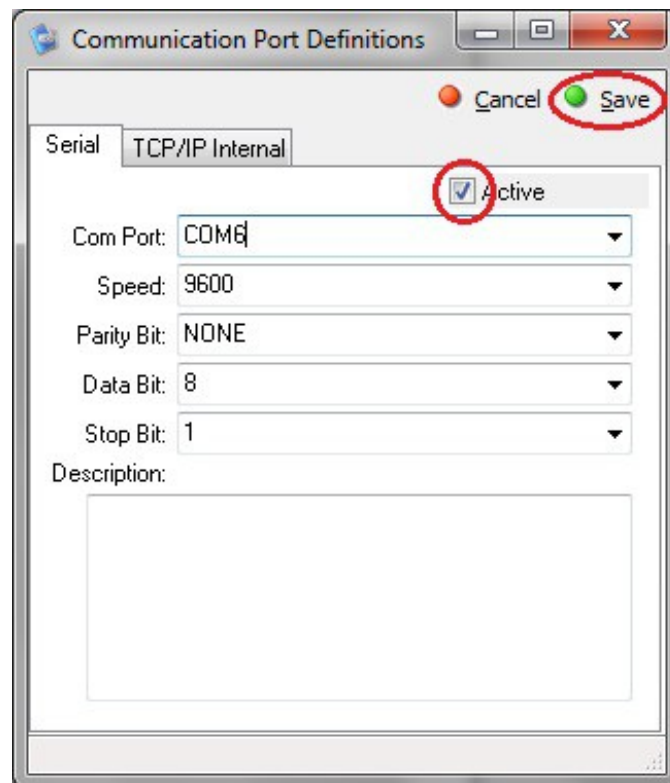 Communication Port Definitions
Cancel Save
Serial TCP/IP Internal
Active
Com Port: COM6
Speed: 9600
Parity Bit: NONE
Data Bit: 8
Stop Bit: 1
Description: